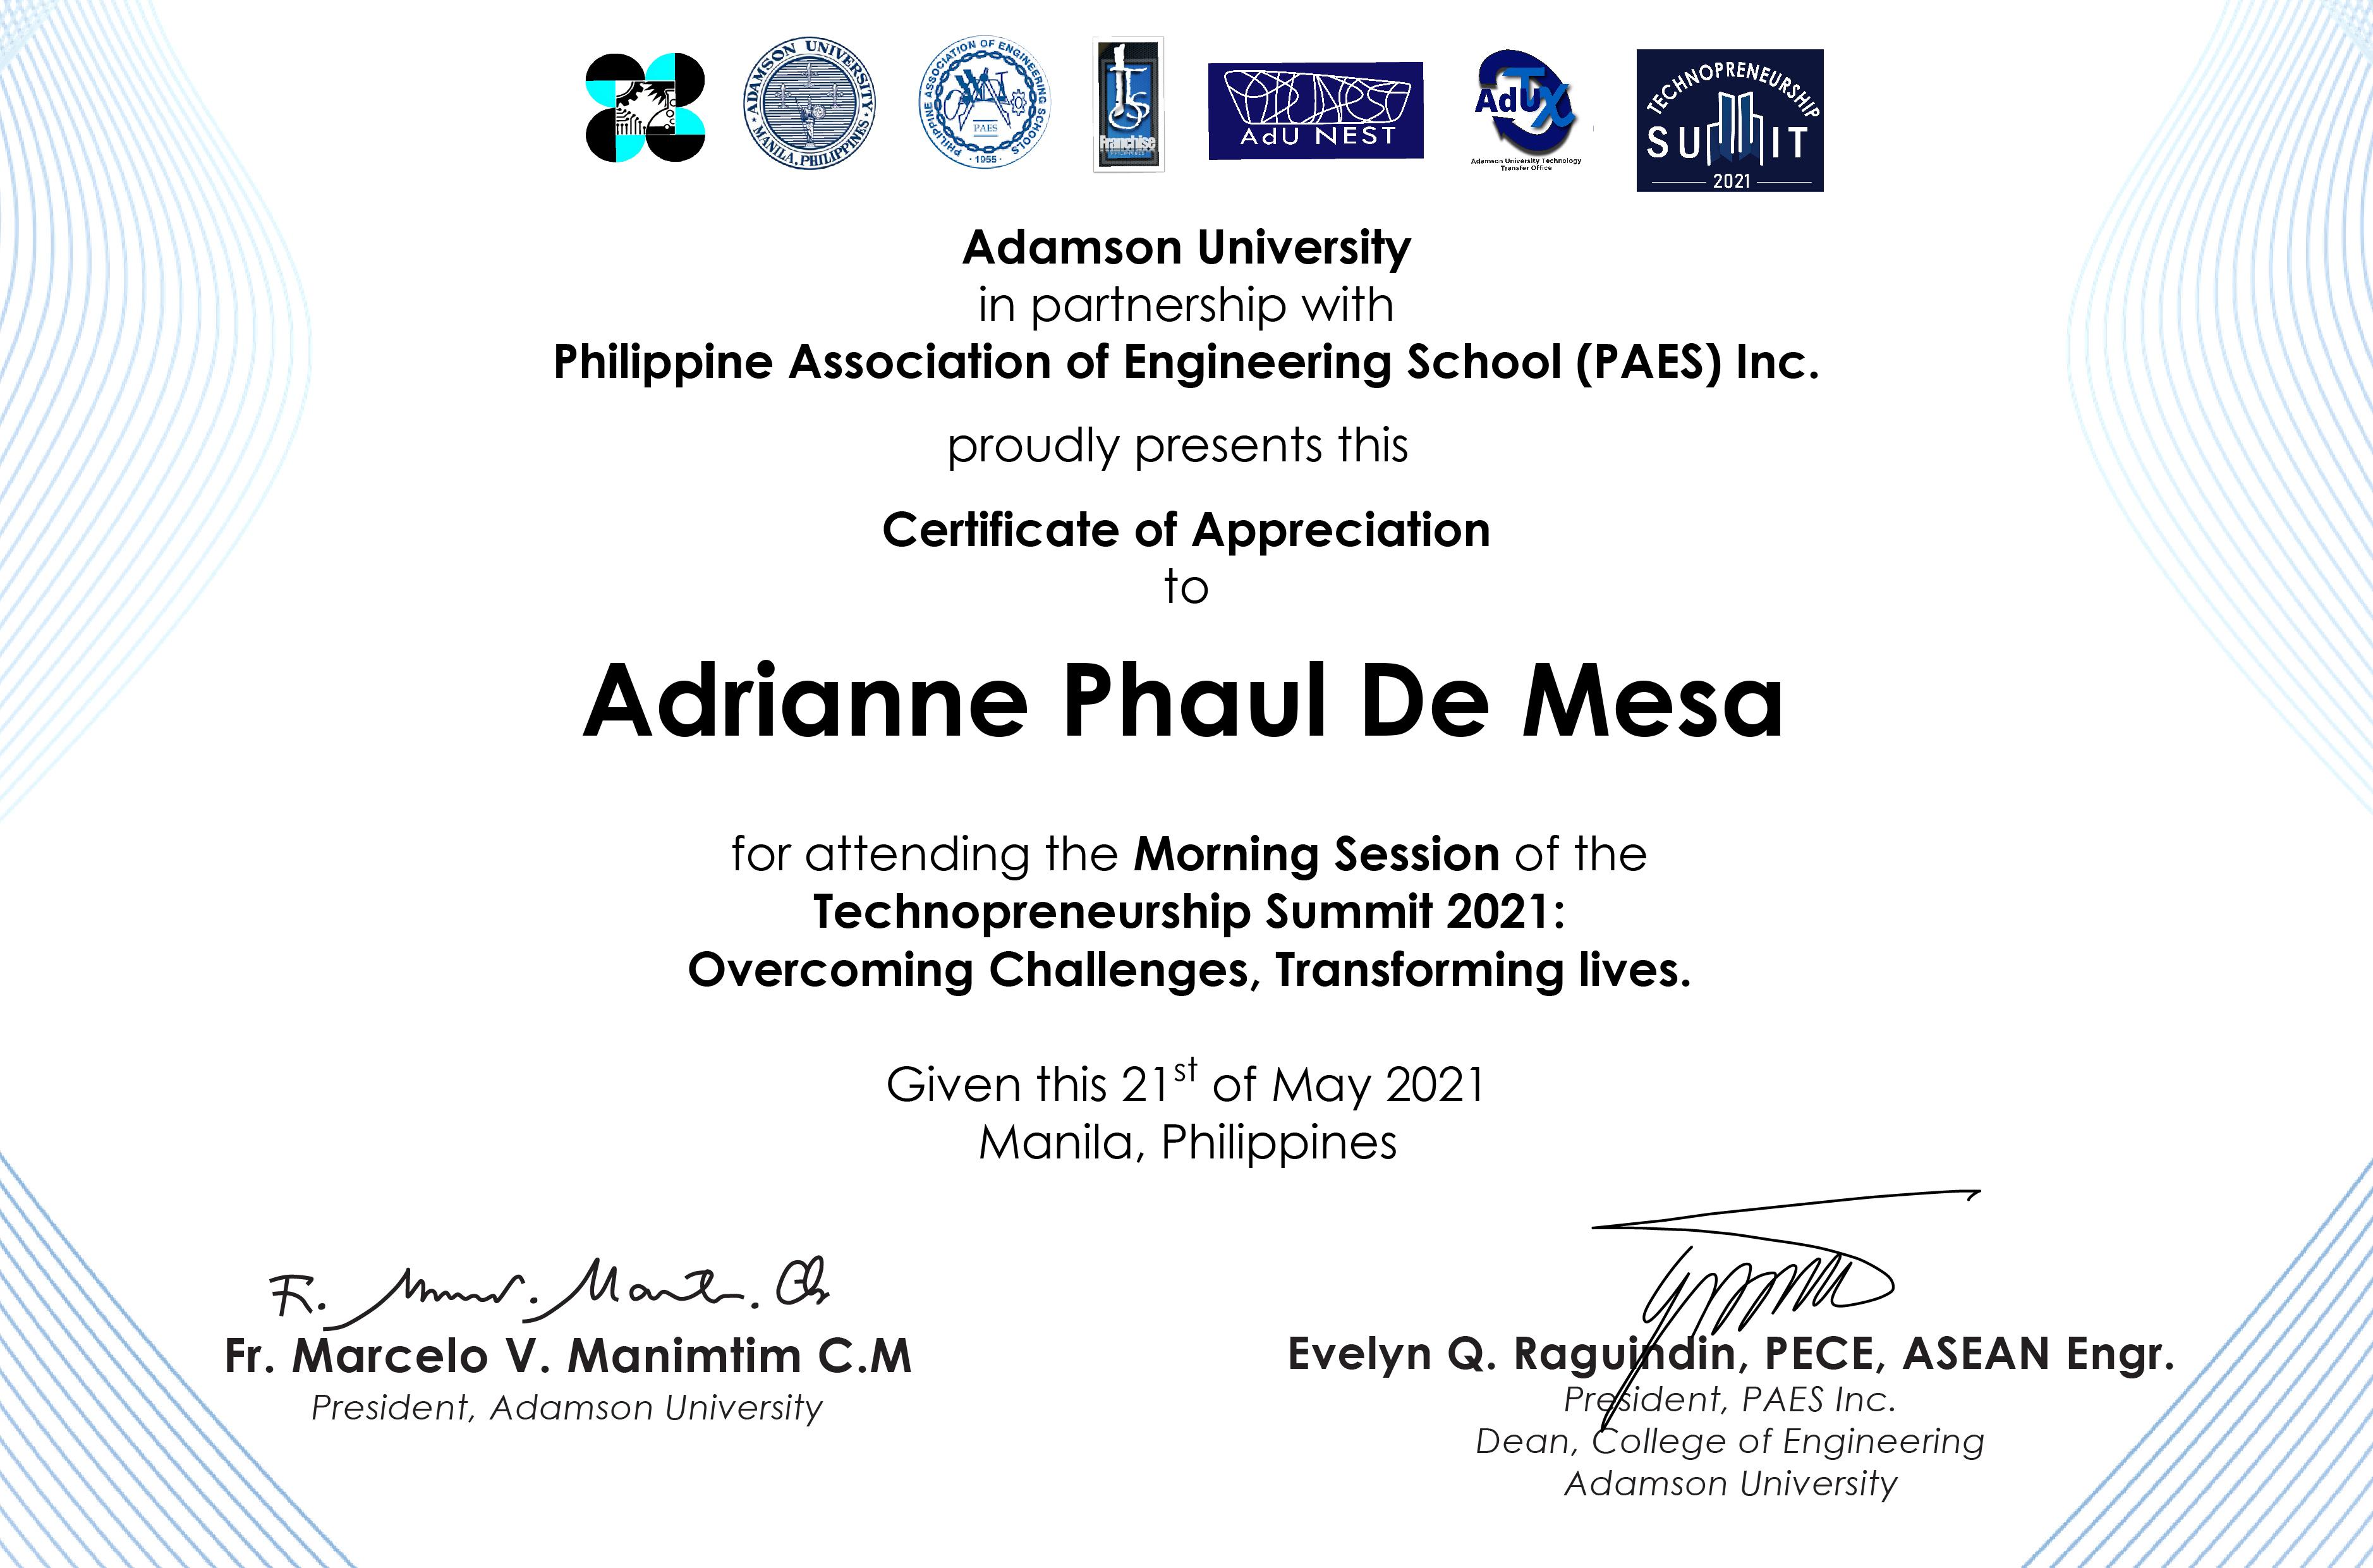 ADAMSON UNIVERSITY
MANILA, PHILIPPINES
PHILIPPINE ASSOCIATION OF ENGINEERING SCHOOLS
PAES
1955
Franchise
AdU NEST
AdUTX
Adamson University Technology
Transfer Office
TECHNOPRENEURSHIP
SUMMIT
2021
Adamson University
in partnership with
Philippine Association of Engineering School (PAES) Inc.
proudly presents this
Certificate of Appreciation
to
Adrianne Phaul De Mesa
for attending the Morning Session of the
Technopreneurship Summit 2021:
Overcoming Challenges, Transforming lives.
Given this 21st of May 2021
Manila, Philippines
Fr. Marcelo V. Manimtim C.M
President, Adamson University
Evelyn Q. Raguindin, PECE, ASEAN Engr.
President, PAES Inc.
Dean, College of Engineering
Adamson University